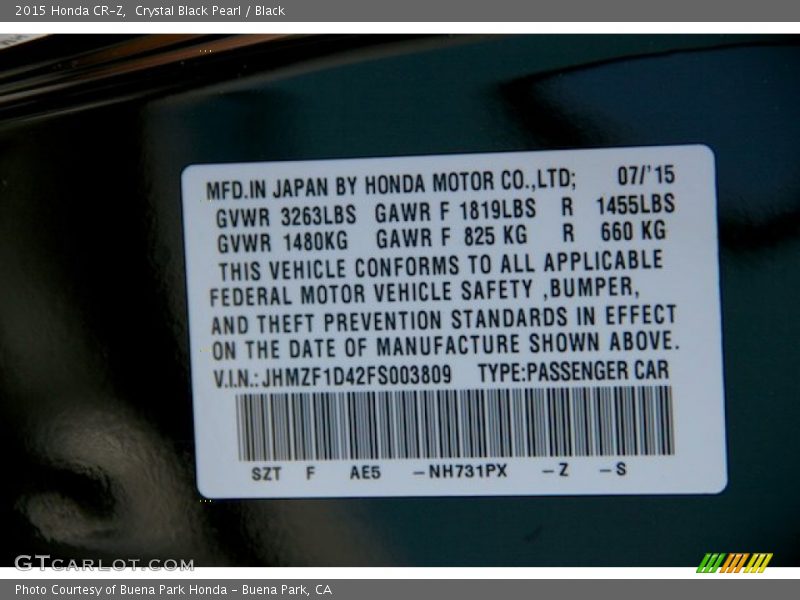 2015 Honda CR-Z,  Crystal Black Pearl / Black
MFD.IN JAPAN BY HONDA MOTOR CO.,LTD; 07/'15
GVWR 3263LBS GAWR F 1819LBS R 1455LBS
GVWR 1480KG GAWR F 825 KG R 660 KG
THIS VEHICLE CONFORMS TO ALL APPLICABLE
FEDERAL MOTOR VEHICLE SAFETY ,BUMPER,
AND THEFT PREVENTION STANDARDS IN EFFECT
ON THE DATE OF MANUFACTURE SHOWN ABOVE.
V.I.N.:JHMZF1D42FS003809 TYPE:PASSENGER CAR
SZT F AE5 -NH731PX -Z -S
GTCARLOT.COM
Photo Courtesy of Buena Park Honda - Buena Park, CA